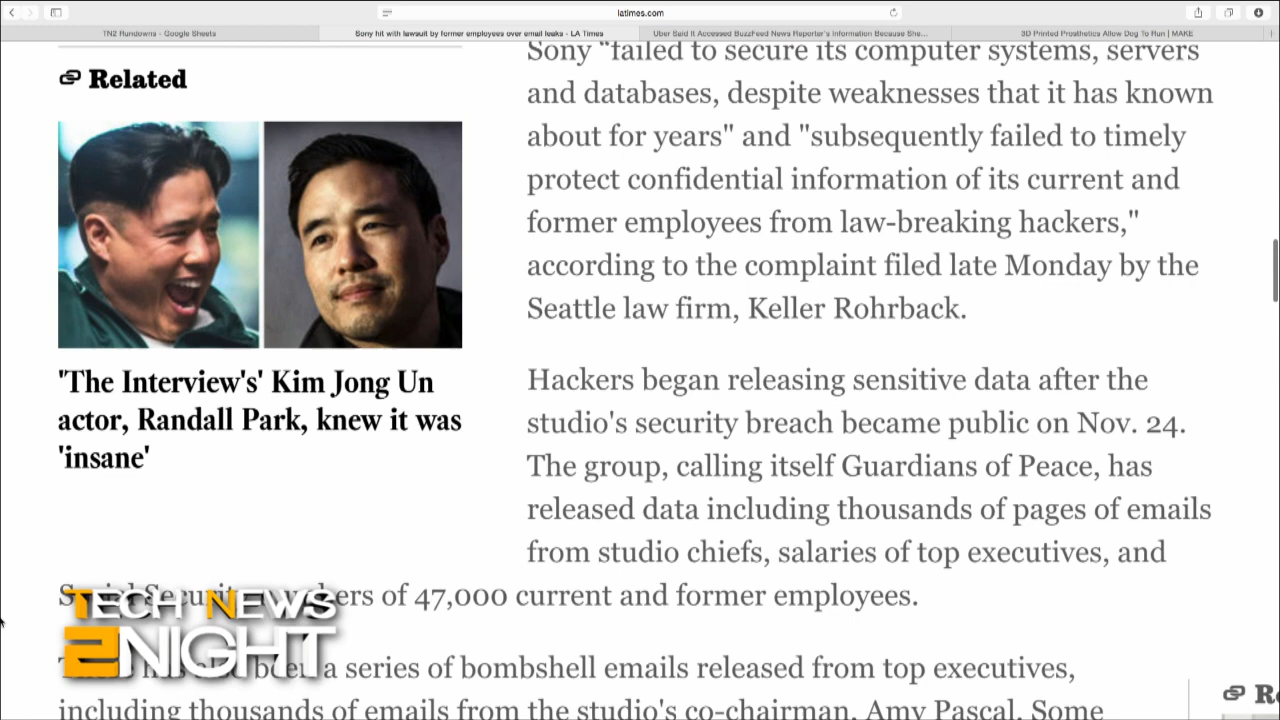 latimes.com
TN2 Rundowns - Google Sheets
Sony hit with lawsuit by former employees over email leaks - LA Times
Uber Said It Accessed BuzzFeed News Reporter's Information Because She...
3D Printed Prosthetics Allow Dog To Run | MAKE
Related
'The Interview's' Kim Jong Un
actor, Randall Park, knew it was
'insane'
Sony "failed to secure its computer systems, servers
and databases, despite weaknesses that it has known
about for years" and "subsequently failed to timely
protect confidential information of its current and
former employees from law-breaking hackers,"
according to the complaint filed late Monday by the
Seattle law firm, Keller Rohrback.
Hackers began releasing sensitive data after the
studio's security breach became public on Nov. 24.
The group, calling itself Guardians of Peace, has
released data including thousands of pages of emails
from studio chiefs, salaries of top executives, and
of 47,000 current and former employees.
a series of bombshell emails released from top executives,
including thousands of emails from the studio's co-chairman, Amy Pascal. Some
TECH NEWS
2NIGHT